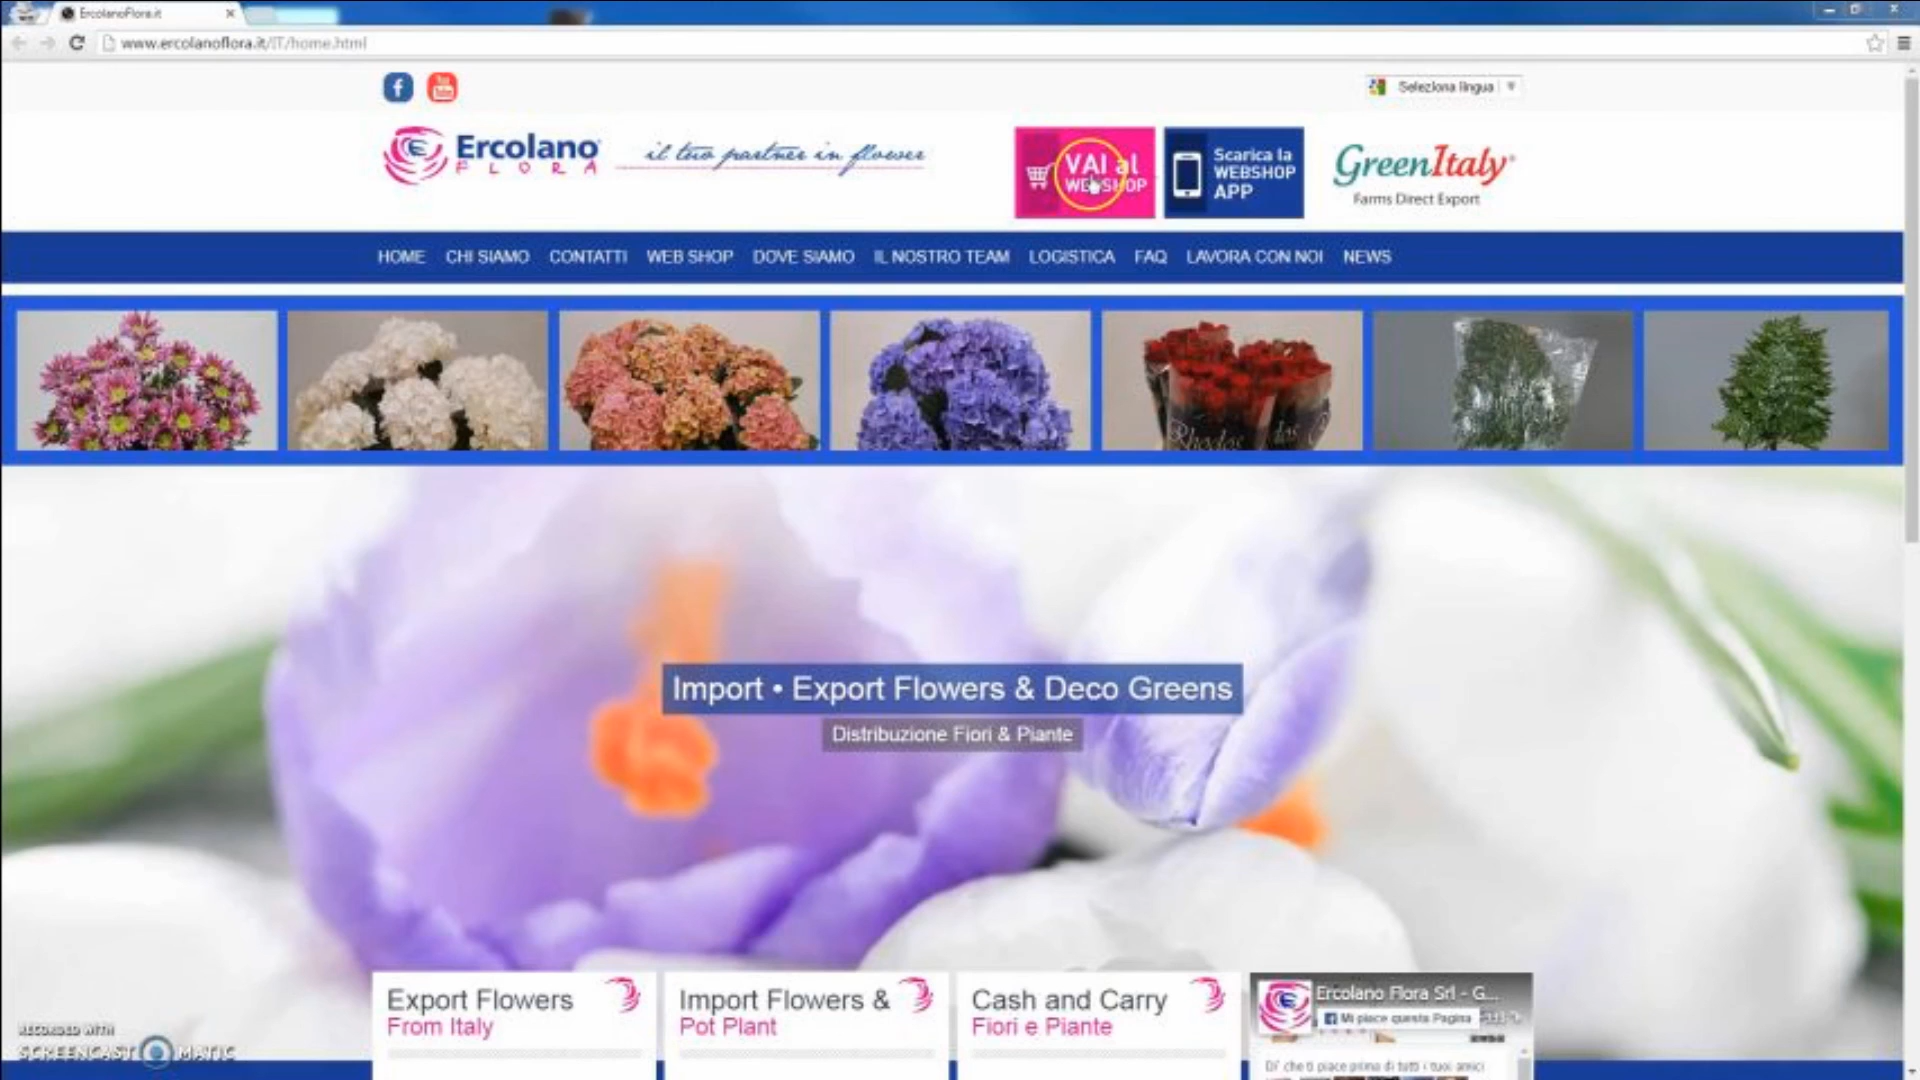 ErcolanoFlora.it
www.ercolanoflora.it/IT/home.html
Seleziona lingua
Ercolano
FLORA
il tuo partner in flower
VAI al
WEBSHOP
Scarica la
WEBSHOP
APP
GreenItaly
Farms Direct Export
HOME CHI SIAMO CONTATTI WEB SHOP DOVE SIAMO IL NOSTRO TEAM LOGISTICA FAQ LAVORA CON NOI NEWS
Rhodos
Import • Export Flowers & Deco Greens
Distribuzione Fiori & Piante
Export Flowers
From Italy
Import Flowers &
Pot Plant
Cash and Carry
Fiori e Piante
Ercolano Flora Srl - G...
Mi piace questa Pagina
Di' che ti piace prima di tutti i tuoi amici
RECORDED WITH
SCREENCAST MATIC